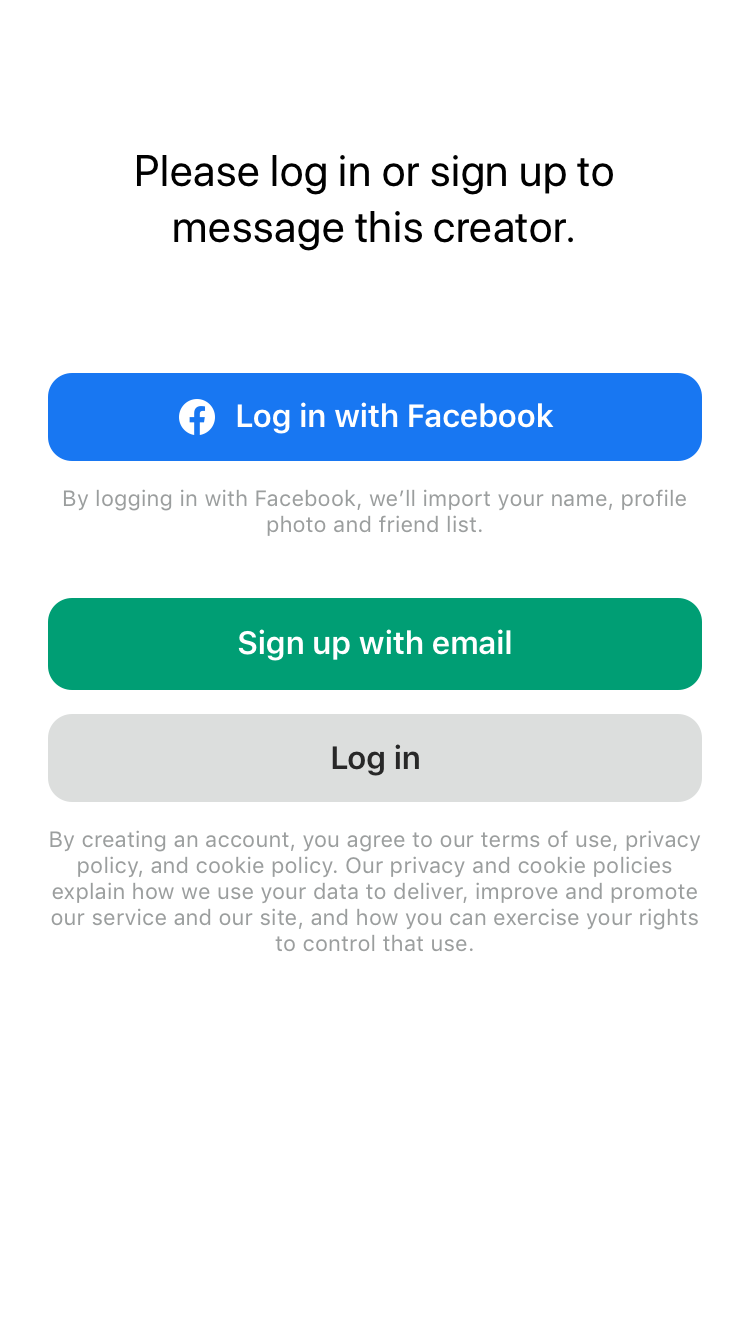 Please log in or sign up to
message this creator.
Log in with Facebook
By logging in with Facebook, we’ll import your name, profile
photo and friend list.
Sign up with email
Log in
By creating an account, you agree to our terms of use, privacy
policy, and cookie policy. Our privacy and cookie policies
explain how we use your data to deliver, improve and promote
our service and our site, and how you can exercise your rights
to control that use.